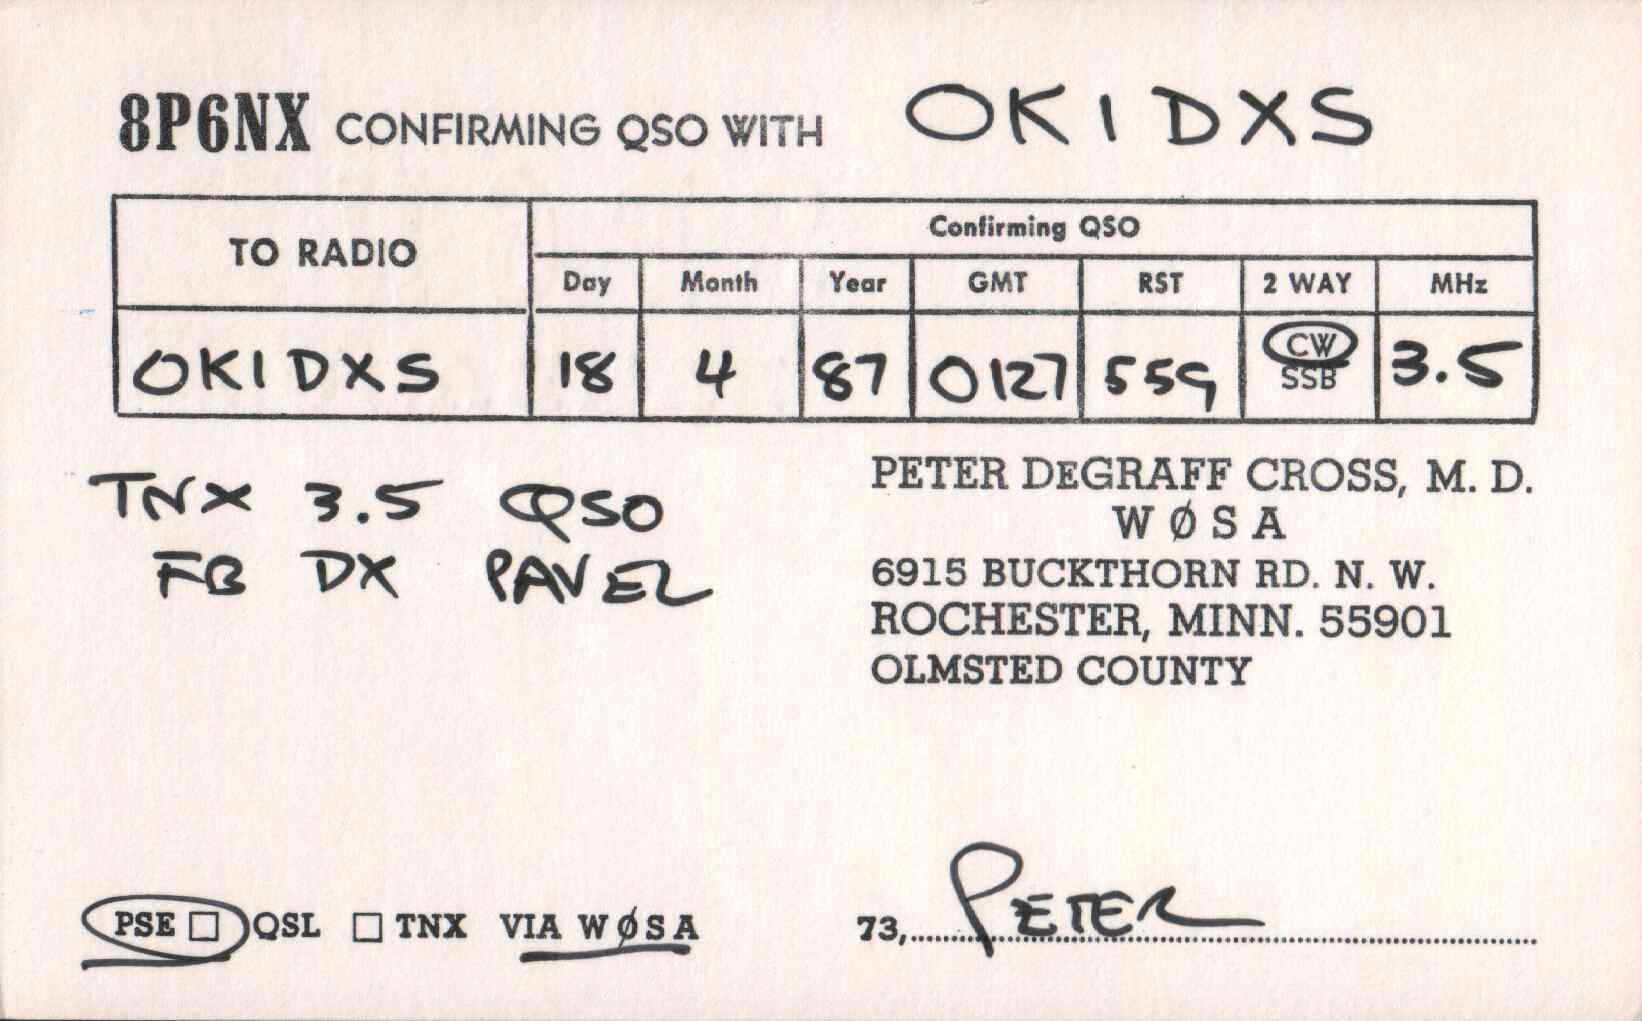 8P6NX CONFIRMING QSO WITH OK1DXS
TO RADIO
Confirming QSO
Day Month Year GMT RST 2 WAY MHz
OK1DXS 18 4 87 0127 559 CW SSB 3.5
TNX 3.5 QSO
FB DX PAVEL
PETER DEGRAFF CROSS, M. D.
WØSA
6915 BUCKTHORN RD. N. W.
ROCHESTER, MINN. 55901
OLMSTED COUNTY
PSE □ QSL □ TNX VIA WØSA
73, PETER